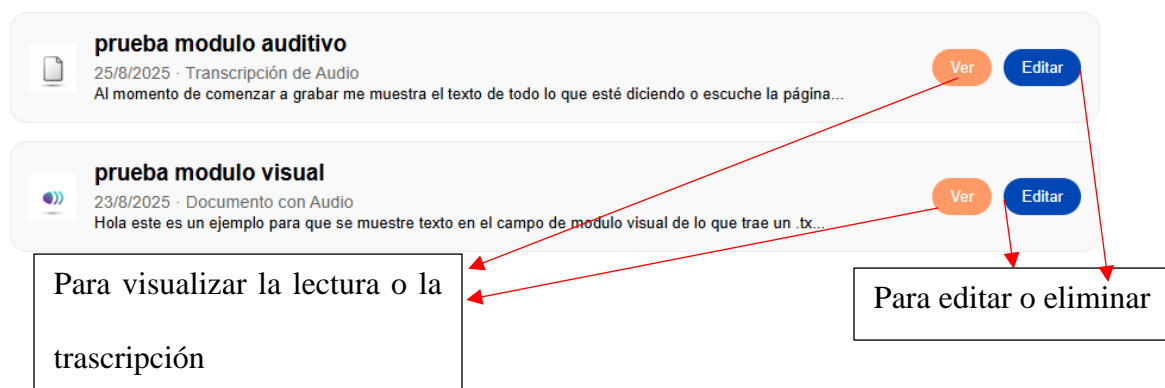 prueba modulo auditivo
25/8/2025 · Transcripción de Audio
Al momento de comenzar a grabar me muestra el texto de todo lo que esté diciendo o escuche la página...
Ver
Editar
prueba modulo visual
23/8/2025 · Documento con Audio
Hola este es un ejemplo para que se muestre texto en el campo de modulo visual de lo que trae un .tx...
Ver
Editar
Para visualizar la lectura o la
trascripción
Para editar o eliminar